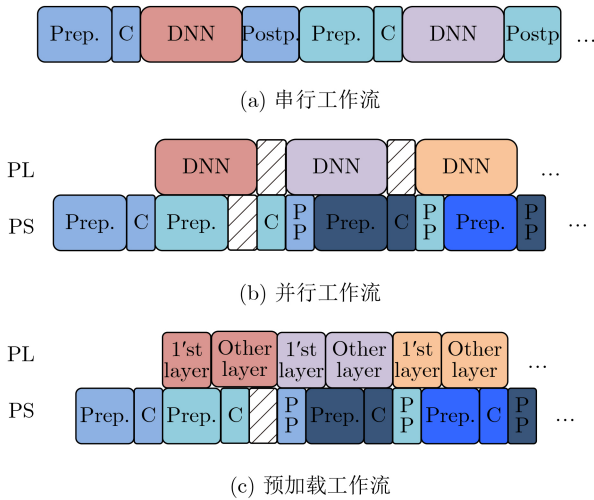 Prep. C DNN Postp. Prep. C DNN Postp ...
(a) 串行工作流
PL DNN DNN DNN ...
PS Prep. C Prep. C P P Prep. C P P Prep. P P ...
(b) 并行工作流
PL 1'st layer Other layer 1'st layer Other layer 1'st layer Other layer ...
PS Prep. C Prep. C P P Prep. C P P Prep. C P P ...
(c) 预加载工作流